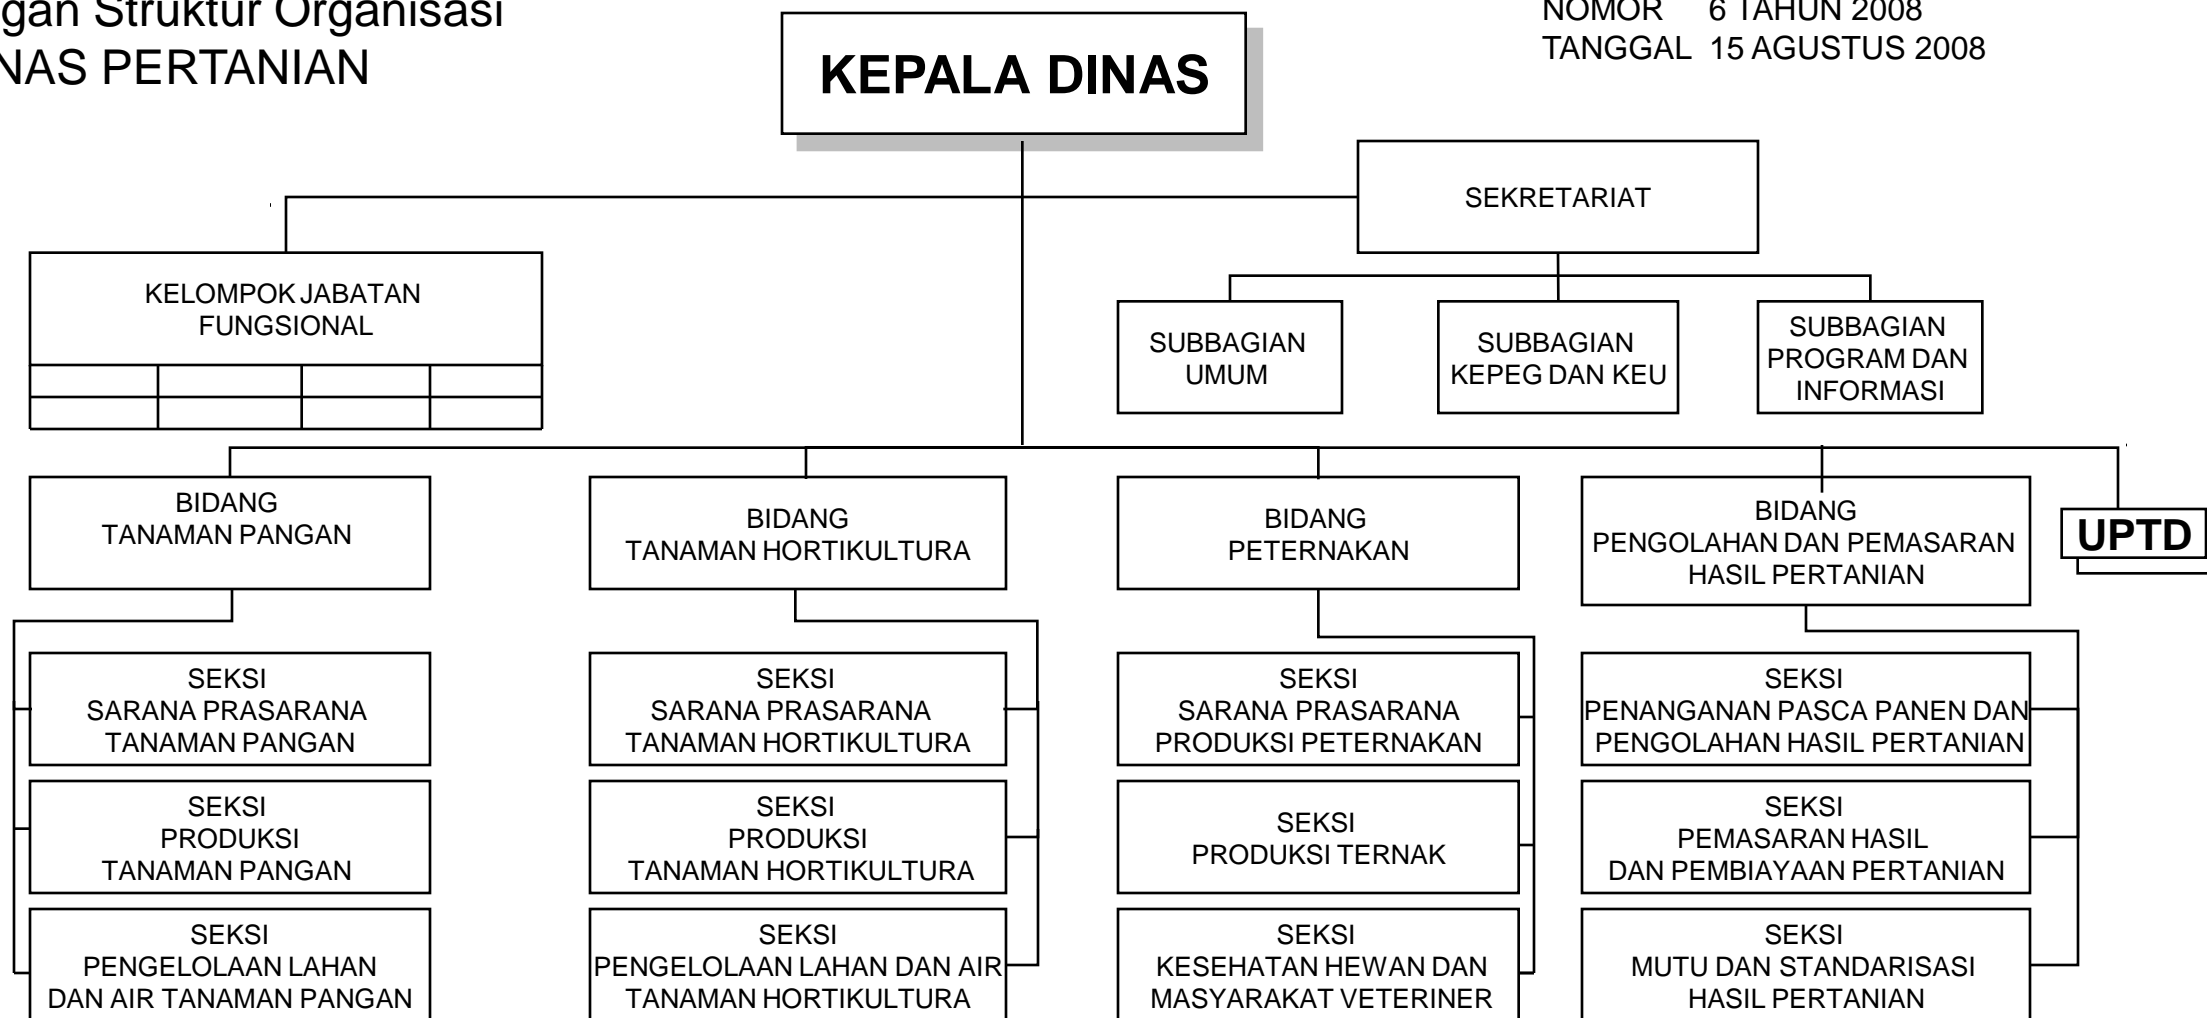 gan Struktur Organisasi
NAS PERTANIAN
NOMOR 6 TAHUN 2008
TANGGAL 15 AGUSTUS 2008
KEPALA DINAS
SEKRETARIAT
KELOMPOK JABATAN
FUNGSIONAL
SUBBAGIAN
UMUM
SUBBAGIAN
KEPEG DAN KEU
SUBBAGIAN
PROGRAM DAN
INFORMASI
BIDANG
TANAMAN PANGAN
BIDANG
TANAMAN HORTIKULTURA
BIDANG
PETERNAKAN
BIDANG
PENGOLAHAN DAN PEMASARAN
HASIL PERTANIAN
UPTD
SEKSI
SARANA PRASARANA
TANAMAN PANGAN
SEKSI
SARANA PRASARANA
TANAMAN HORTIKULTURA
SEKSI
SARANA PRASARANA
PRODUKSI PETERNAKAN
SEKSI
PENANGANAN PASCA PANEN DAN
PENGOLAHAN HASIL PERTANIAN
SEKSI
PRODUKSI
TANAMAN PANGAN
SEKSI
PRODUKSI
TANAMAN HORTIKULTURA
SEKSI
PRODUKSI TERNAK
SEKSI
PEMASARAN HASIL
DAN PEMBIAYAAN PERTANIAN
SEKSI
PENGELOLAAN LAHAN
DAN AIR TANAMAN PANGAN
SEKSI
PENGELOLAAN LAHAN DAN AIR
TANAMAN HORTIKULTURA
SEKSI
KESEHATAN HEWAN DAN
MASYARAKAT VETERINER
SEKSI
MUTU DAN STANDARISASI
HASIL PERTANIAN